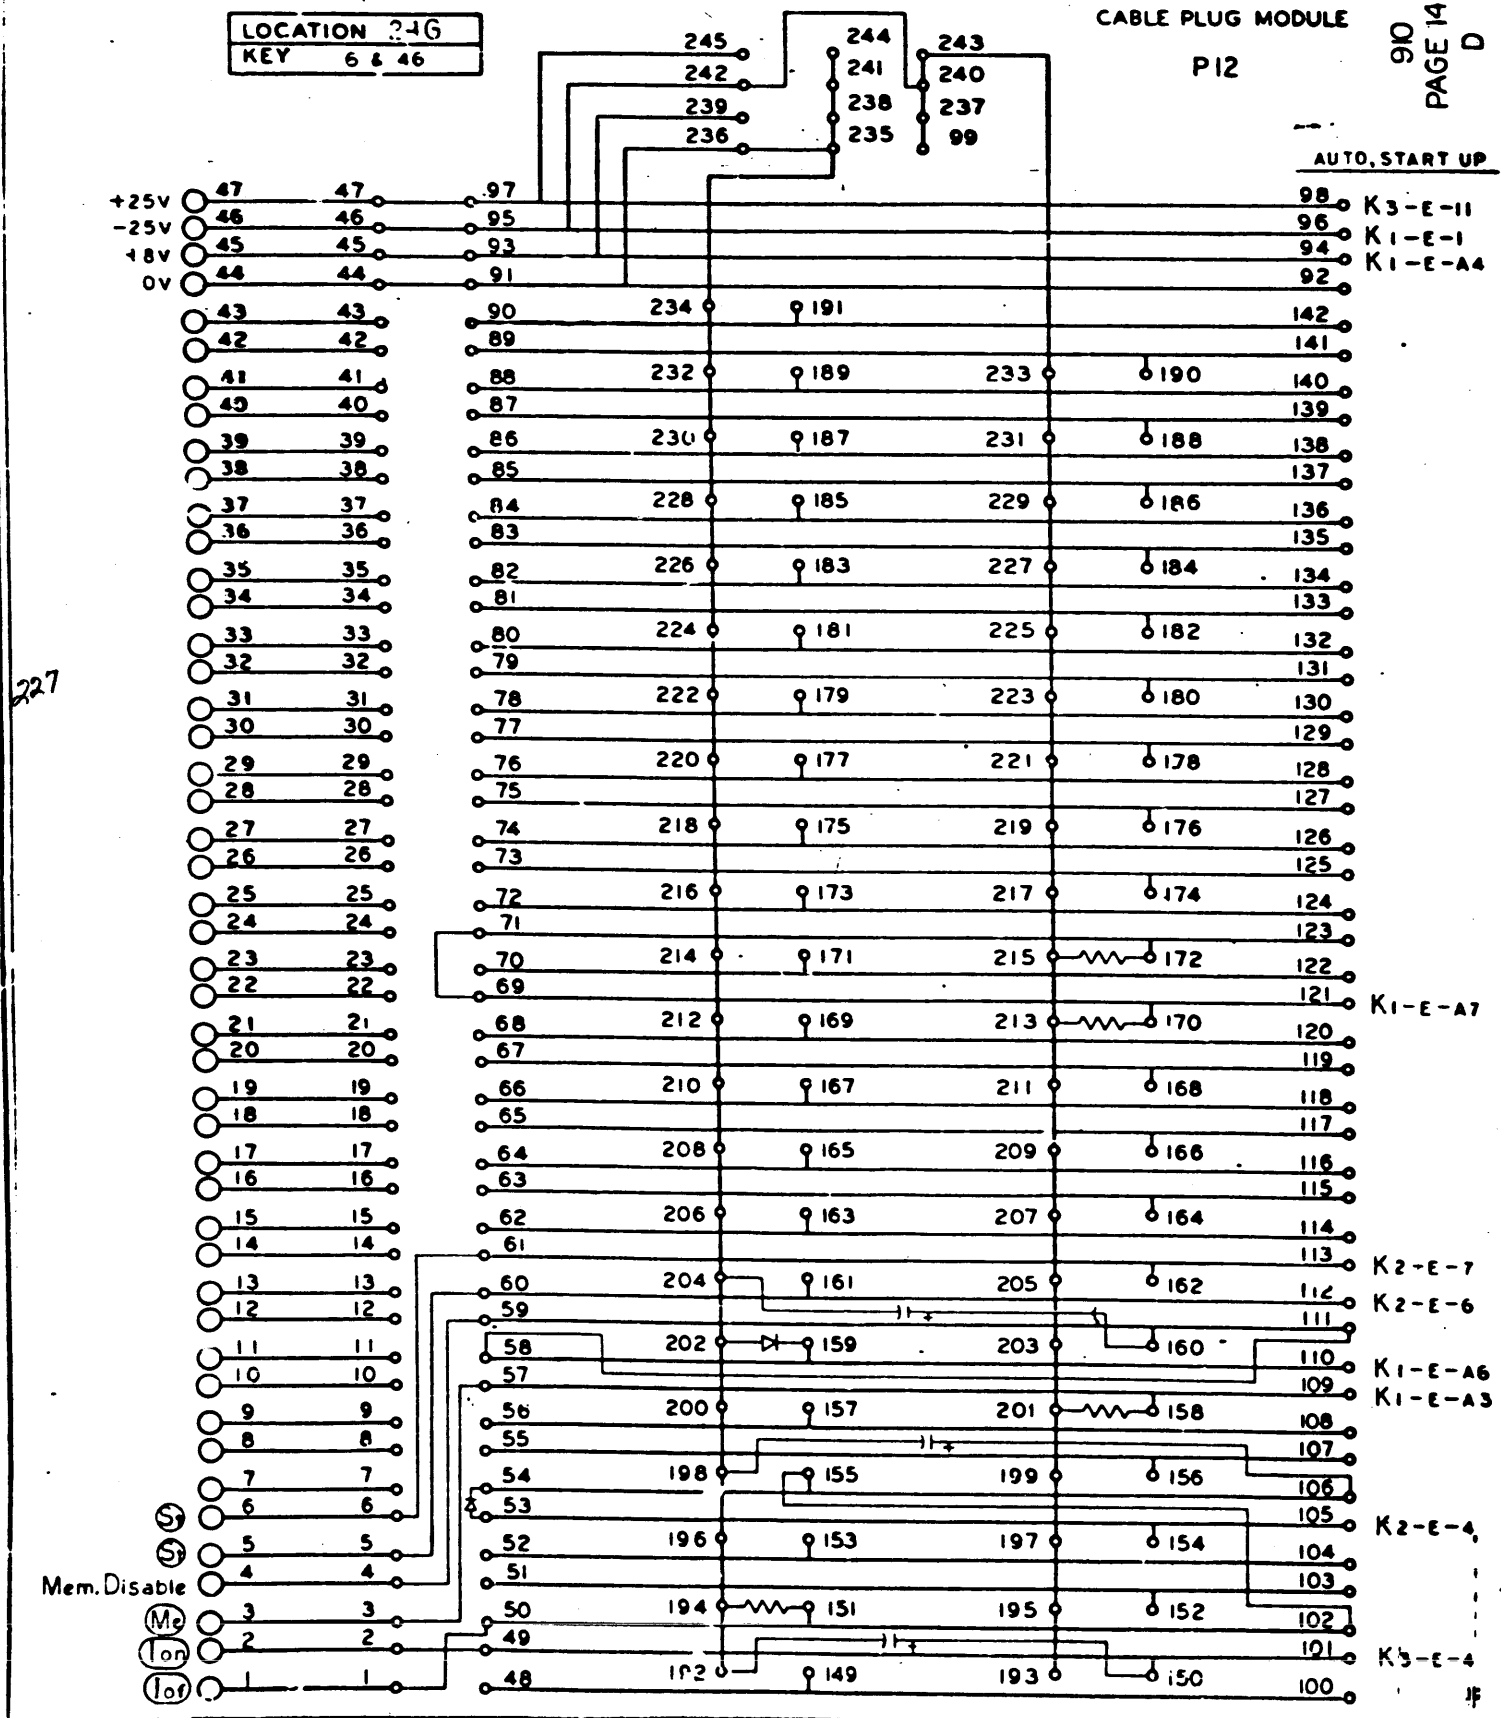 LOCATION 24G
KEY 6 & 46
CABLE PLUG MODULE
P12
910
PAGE 14
D
245 244 243
242 241 240
239 238 237
236 235 99
AUTO, START UP
+25V 47 47 97 98 K3-E-11
-25V 46 46 95 96 K1-E-1
+8V 45 45 93 94 K1-E-A4
0V 44 44 91 92
234 191
43 43 90 142
42 42 89 141
232 189 233 190
41 41 88 140
40 40 87 139
230 187 231 188
39 39 86 138
38 38 85 137
228 185 229 186
37 37 84 136
36 36 83 135
226 183 227 184
35 35 82 134
34 34 81 133
224 181 225 182
33 33 80 132
32 32 79 131
227
222 179 223 180
31 31 78 130
30 30 77 129
220 177 221 178
29 29 76 128
28 28 75 127
218 175 219 176
27 27 74 126
26 26 73 125
216 173 217 174
25 25 72 124
24 24 71 123
214 171 215 172
23 23 70 122
22 22 69 121 K1-E-A7
212 169 213 170
21 21 68 120
20 20 67 119
210 167 211 168
19 19 66 118
18 18 65 117
208 165 209 166
17 17 64 116
16 16 63 115
206 163 207 164
15 15 62 114
14 14 61 113 K2-E-7
204 161 205 162
13 13 60 112 K2-E-6
12 12 59 111
202 159 203 160
11 11 58 110 K1-E-A6
10 10 57 109 K1-E-A3
200 157 201 158
9 9 56 108
8 8 55 107
198 155 199 156
7 7 54 106
6 6 53 105 K2-E-4
196 153 197 154
5 5 52 104
Mem. Disable 4 4 51 103
194 151 195 152
Me 3 3 50 102
Ion 2 2 49 101 K3-E-4
149 193 150
Iof 1 1 48 100